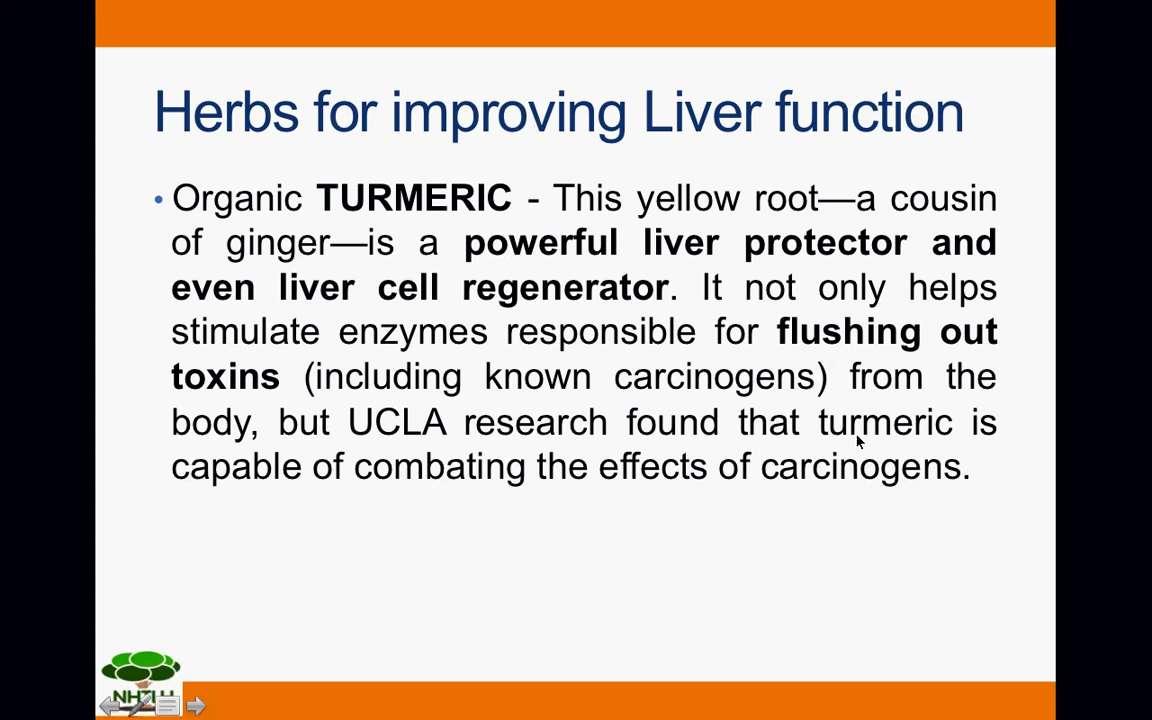 Herbs for improving Liver function
• Organic TURMERIC - This yellow root—a cousin
of ginger—is a powerful liver protector and
even liver cell regenerator. It not only helps
stimulate enzymes responsible for flushing out
toxins (including known carcinogens) from the
body, but UCLA research found that turmeric is
capable of combating the effects of carcinogens.